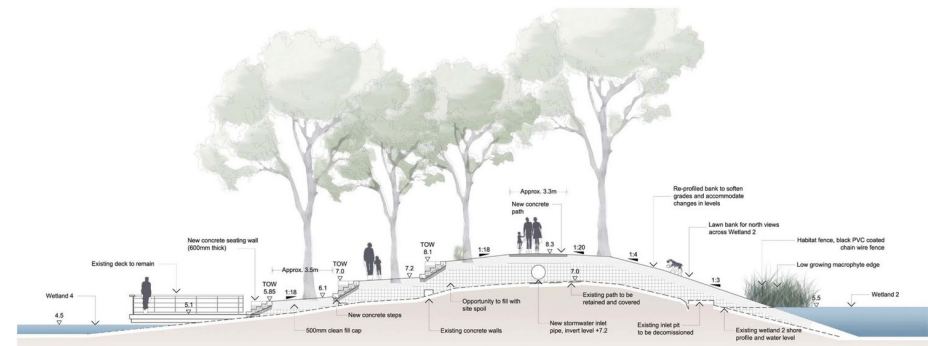 Approx. 3.3m
New concrete
path
Re-profiled bank to soften
grades and accommodate
changes in levels
Lawn bank for north views
across Wetland 2
Habitat fence, black PVC coated
chain wire fence
Low growing macrophyte edge
New concrete seating wall
(600mm thick)
Existing deck to remain
Approx. 3.5m
TOW
5.85
1:18
6.1
TOW
7.0
7.2
TOW
8.1
1:18
8.3
1:20
1:4
1:3
7.0
Wetland 4
4.5
5.1
5.5
Wetland 2
500mm clean fill cap
New concrete steps
Existing concrete walls
Opportunity to fill with
site spoil
New stormwater inlet
pipe, invert level +7.2
Existing path to be
retained and covered
Existing inlet pit
to be decomissioned
Existing wetland 2 shore
profile and water level